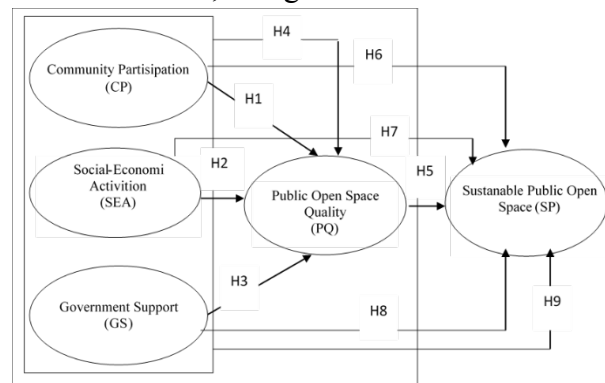 H4
H6
Community Partisipation
(CP)
H1
H7
Social-Economi
Activition
(SEA)
H2
H5
Public Open Space
Quality
(PQ)
Sustanable Public Open
Space (SP)
H3
Government Support
(GS)
H8
H9